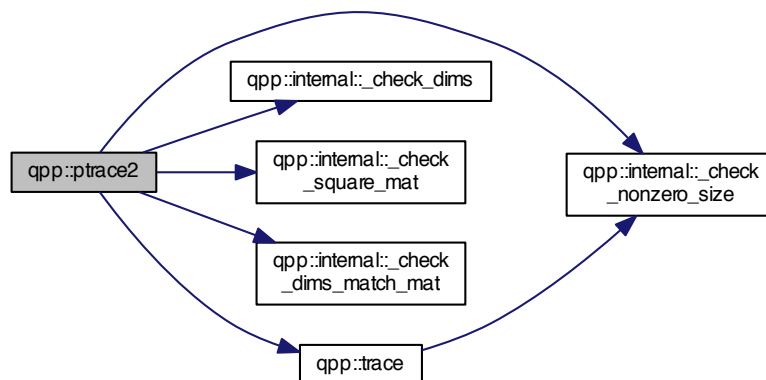 qpp::internal::_check_dims
qpp::ptrace2
qpp::internal::_check
_square_mat
qpp::internal::_check
_nonzero_size
qpp::internal::_check
_dims_match_mat
qpp::trace